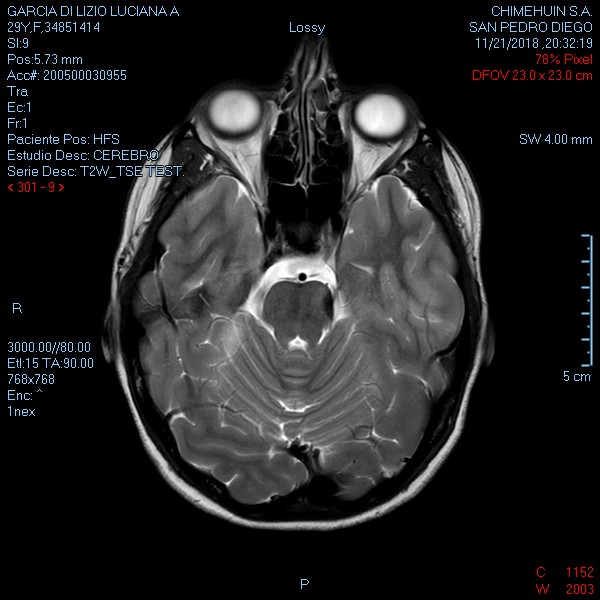 GARCIA DI LIZIO LUCIANA A
29Y,F,34851414
Sl:9
Pos:5.73 mm
Acc#: 200500030955
Tra
Ec:1
Fr:1
Paciente Pos: HFS
Estudio Desc: CEREBRO
Serie Desc: T2W_TSE TEST.
< 301 - 9 >
Lossy
CHIMEHUIN S.A.
SAN PEDRO DIEGO
11/21/2018 ,20:32:19
78% Pixel
DFOV 23.0 x 23.0 cm
SW 4.00 mm
R
3000.00//80.00
Etl:15 TA:90.00
768x768
Enc: ^
1nex
5 cm
P
C 1152
W 2003